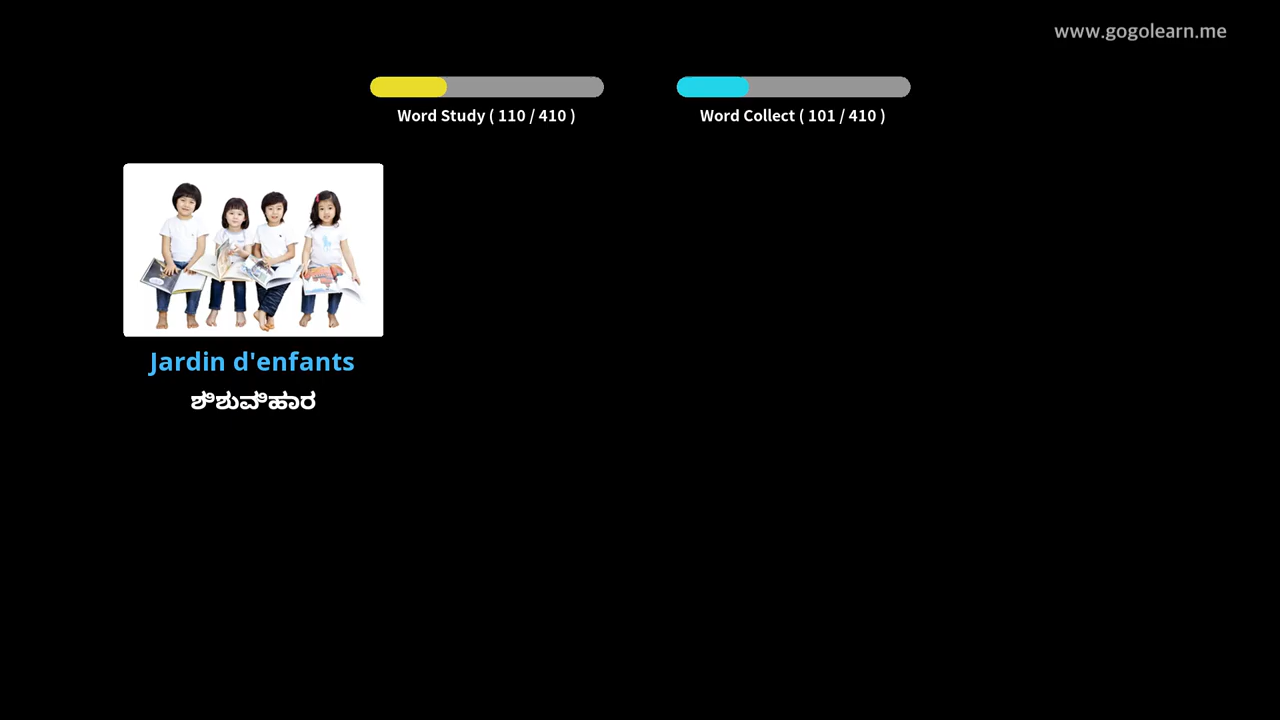 www.gogolearn.me
Word Study ( 110 / 410 )
Word Collect ( 101 / 410 )
Jardin d'enfants
ಶಿಶುವಿಹಾರ